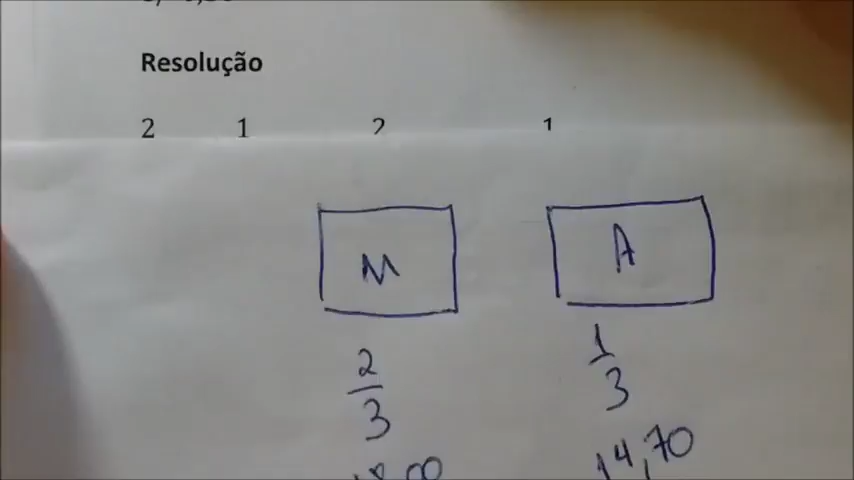 Resolução
2 1 2 1
M A
2/3 1/3
14,70